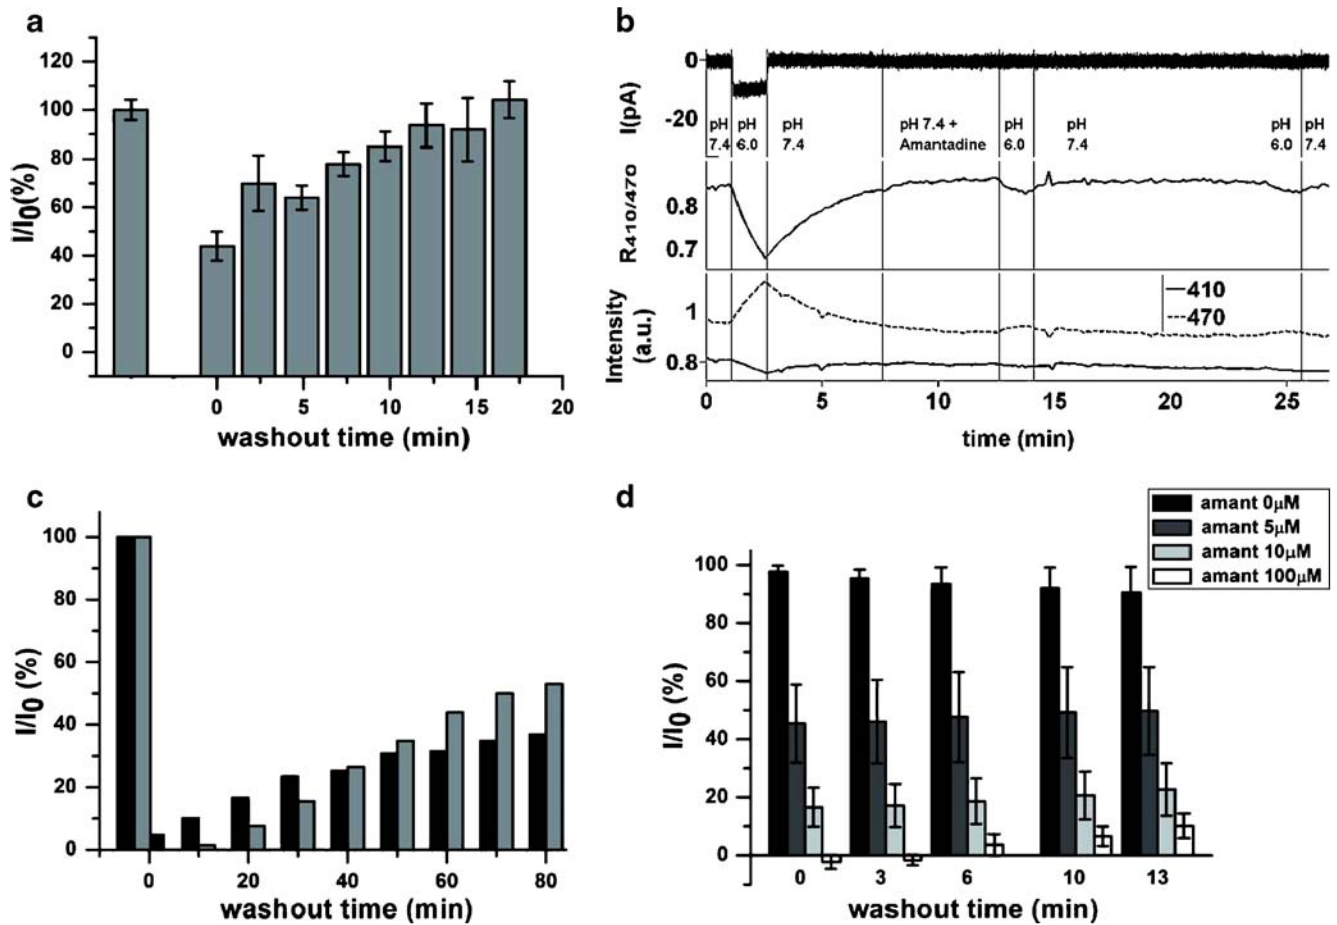 a
120
100
80
60
40
20
0
I/I0(%)
0 5 10 15 20
washout time (min)
b
0
-20
I(pA)
pH 7.4
pH 6.0
pH 7.4
pH 7.4 + Amantadine
pH 6.0
pH 7.4
pH 6.0
pH 7.4
0.8
0.7
R410/470
1
0.8
Intensity (a.u.)
410
470
0 5 10 15 20 25
time (min)
c
100
80
60
40
20
0
I/I0 (%)
0 20 40 60 80
washout time (min)
d
amant 0μM
amant 5μM
amant 10μM
amant 100μM
100
80
60
40
20
0
I/I0 (%)
0 3 6 10 13
washout time (min)